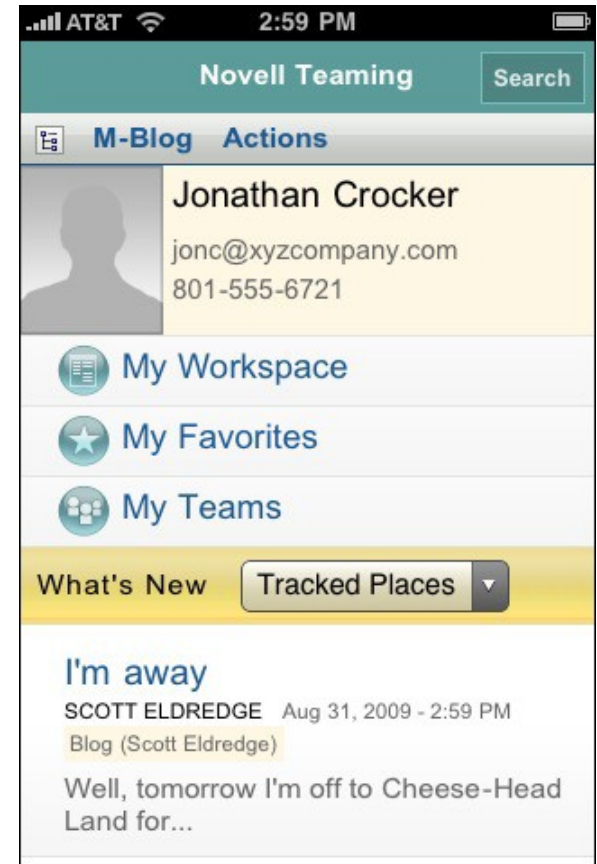 AT&T 2:59 PM
Novell Teaming Search
M-Blog Actions
Jonathan Crocker
jonc@xyzcompany.com
801-555-6721
My Workspace
My Favorites
My Teams
What's New Tracked Places
I'm away
SCOTT ELDREDGE Aug 31, 2009 - 2:59 PM
Blog (Scott Eldredge)
Well, tomorrow I'm off to Cheese-Head
Land for...